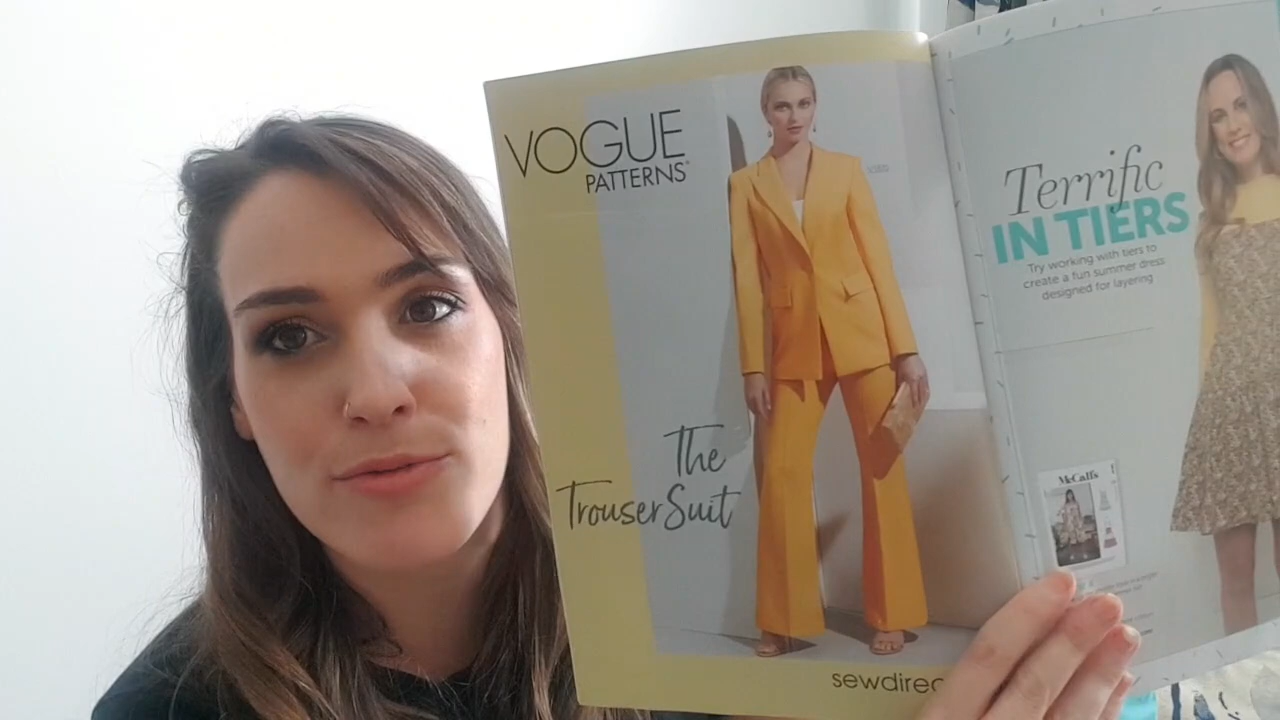 VOGUE
PATTERNS
The
TrouserSuit
sewdirec
Terrific
IN TIERS
Try working with tiers to
create a fun summer dress
designed for layering
McCall's